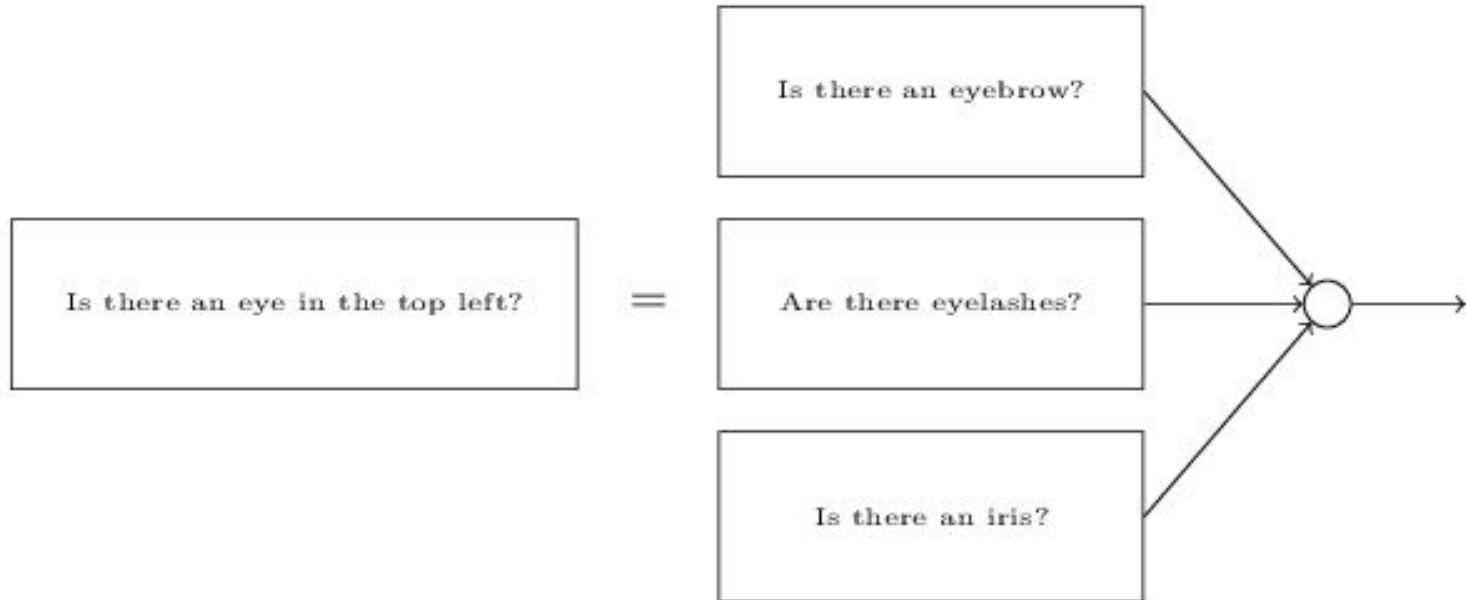 Is there an eyebrow?
Is there an eye in the top left?
=
Are there eyelashes?
Is there an iris?